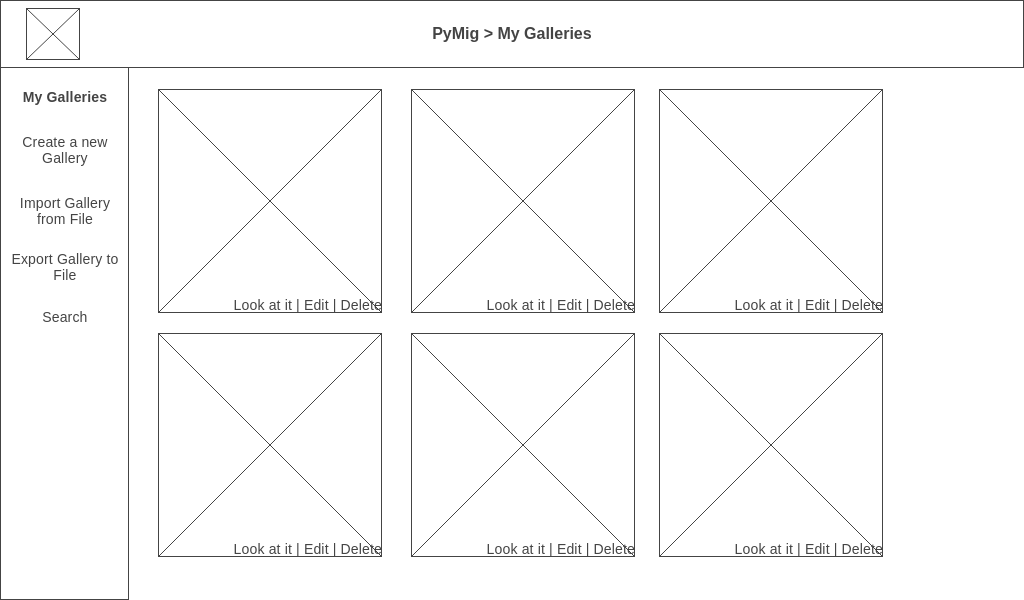 PyMig > My Galleries
My Galleries
Create a new
Gallery
Import Gallery
from File
Export Gallery to
File
Search
Look at it | Edit | Delete
Look at it | Edit | Delete
Look at it | Edit | Delete
Look at it | Edit | Delete
Look at it | Edit | Delete
Look at it | Edit | Delete